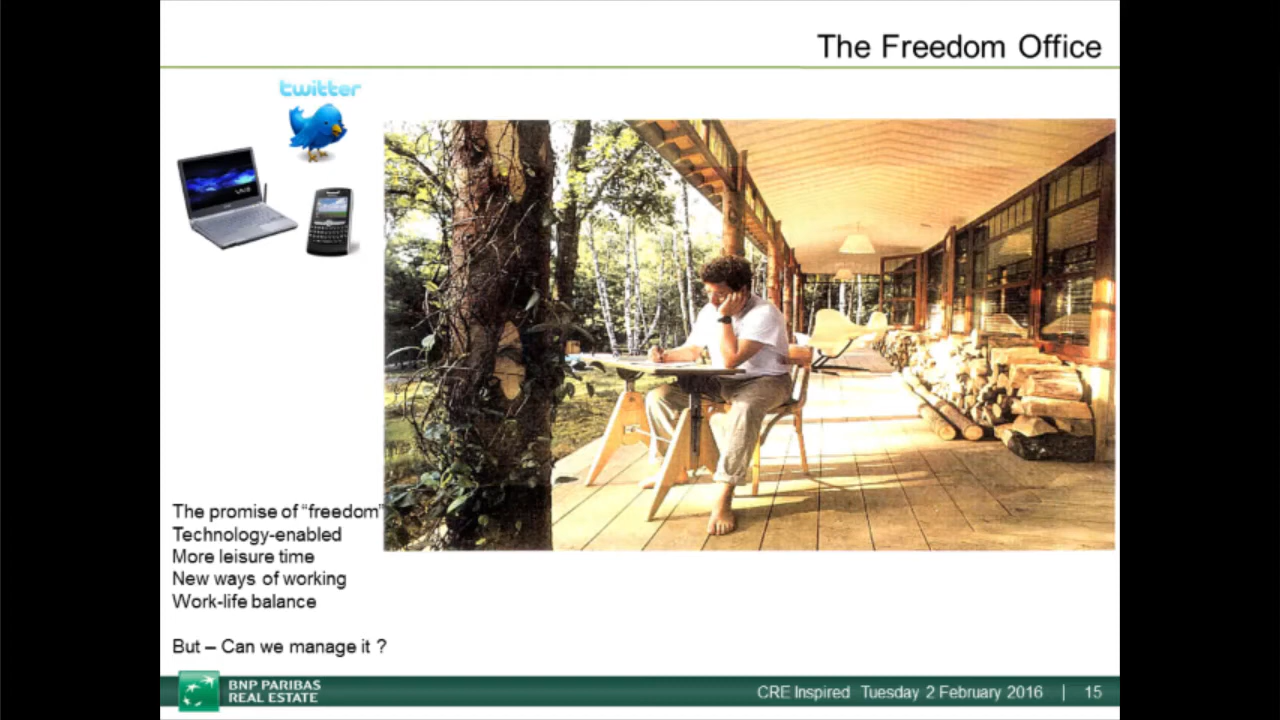 The Freedom Office
twitter
VAIO
The promise of “freedom”
Technology-enabled
More leisure time
New ways of working
Work-life balance
But – Can we manage it ?
BNP PARIBAS
REAL ESTATE
CRE Inspired Tuesday 2 February 2016 | 15